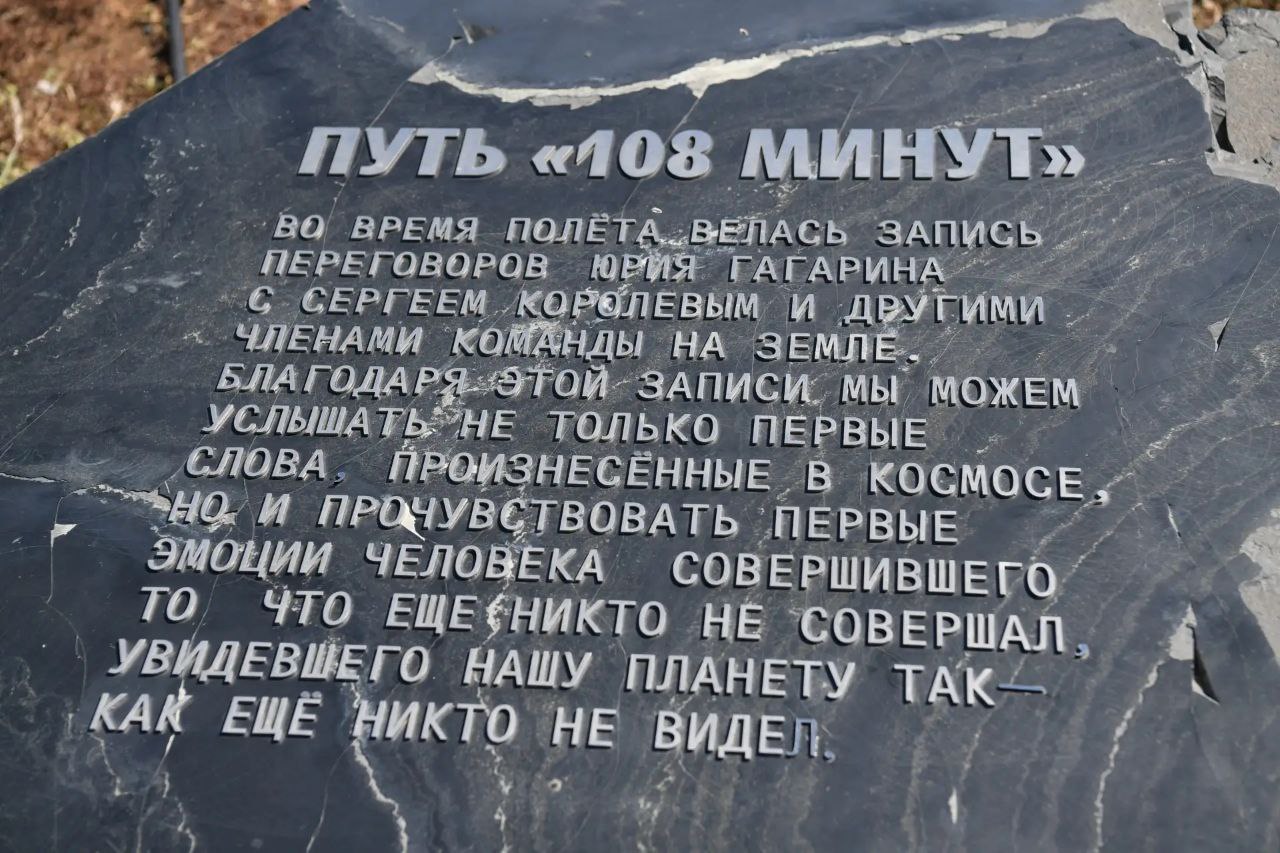 ПУТЬ «108 МИНУТ»
ВО ВРЕМЯ ПОЛЁТА ВЕЛАСЬ ЗАПИСЬ
ПЕРЕГОВОРОВ ЮРИЯ ГАГАРИНА
С СЕРГЕЕМ КОРОЛЕВЫМ И ДРУГИМИ
ЧЛЕНАМИ КОМАНДЫ НА ЗЕМЛЕ.
БЛАГОДАРЯ ЭТОЙ ЗАПИСИ МЫ МОЖЕМ
УСЛЫШАТЬ НЕ ТОЛЬКО ПЕРВЫЕ
СЛОВА, ПРОИЗНЕСЁННЫЕ В КОСМОСЕ,
НО И ПРОЧУВСТВОВАТЬ ПЕРВЫЕ
ЭМОЦИИ ЧЕЛОВЕКА СОВЕРШИВШЕГО
ТО ЧТО ЕЩЕ НИКТО НЕ СОВЕРШАЛ,
УВИДЕВШЕГО НАШУ ПЛАНЕТУ ТАК—
КАК ЕЩЁ НИКТО НЕ ВИДЕЛ.